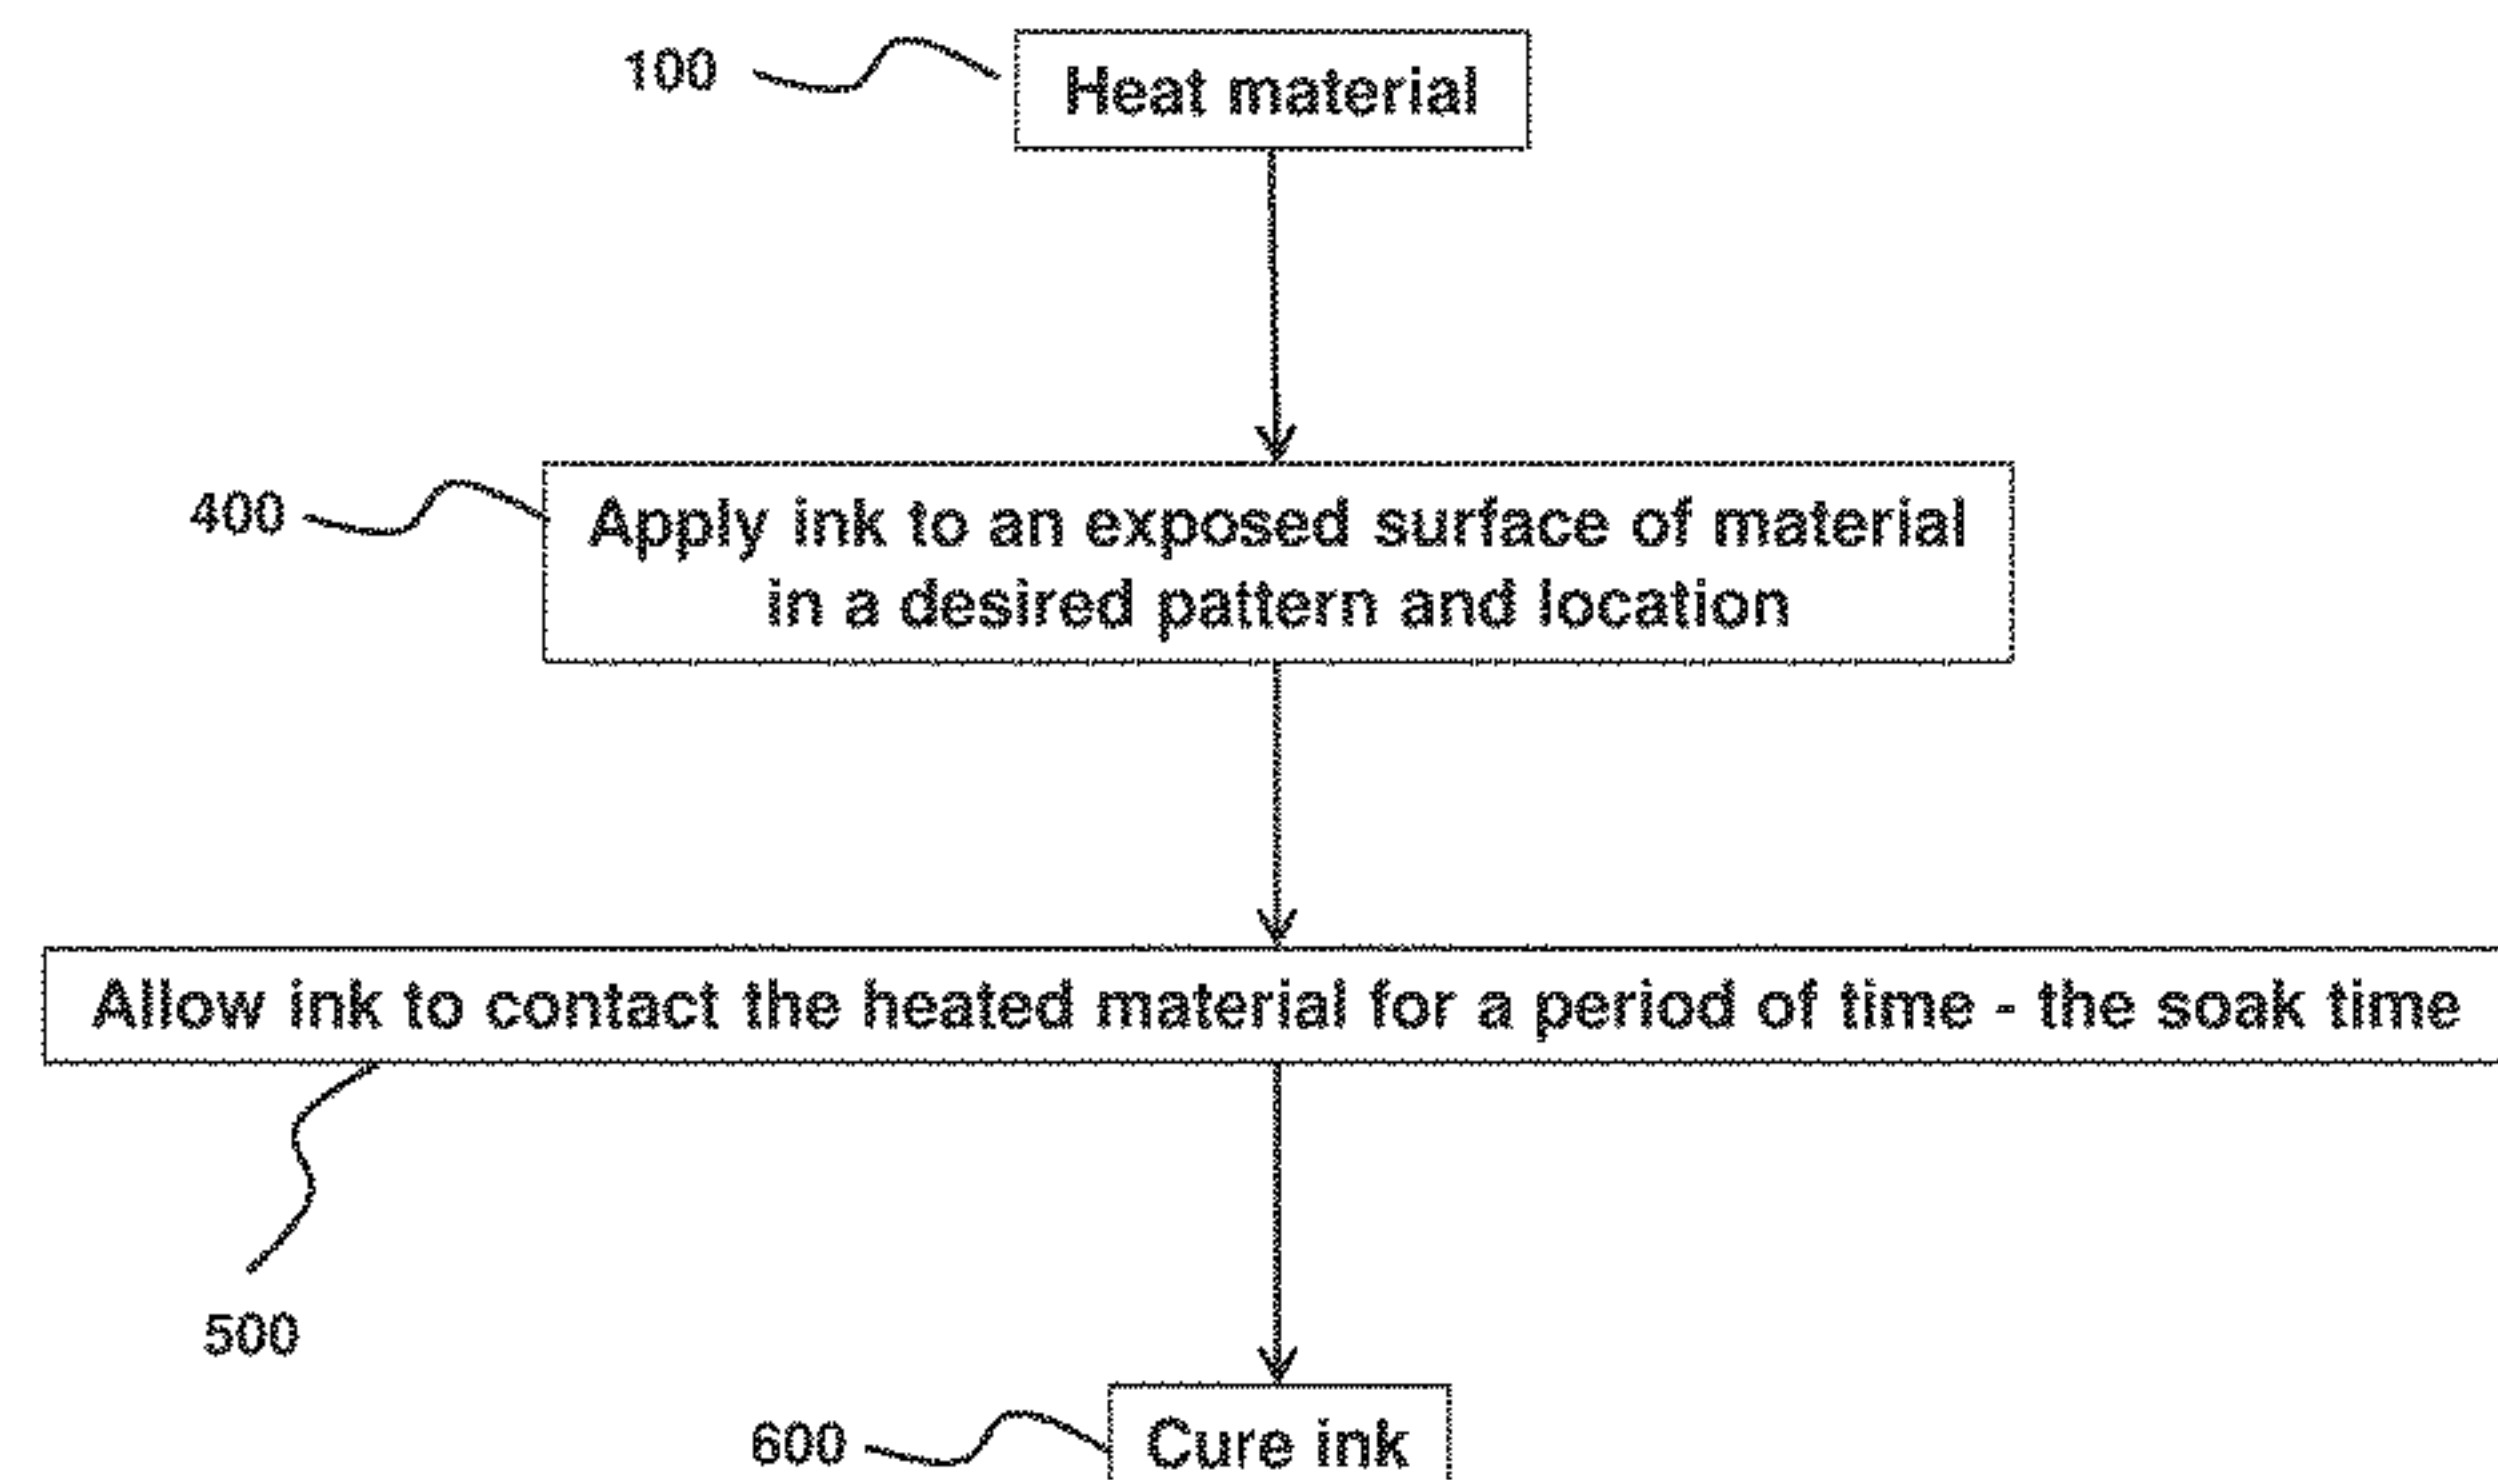 100
Heat material
400
Apply ink to an exposed surface of material
in a desired pattern and location
Allow ink to contact the heated material for a period of time - the soak time
500
600
Cure ink